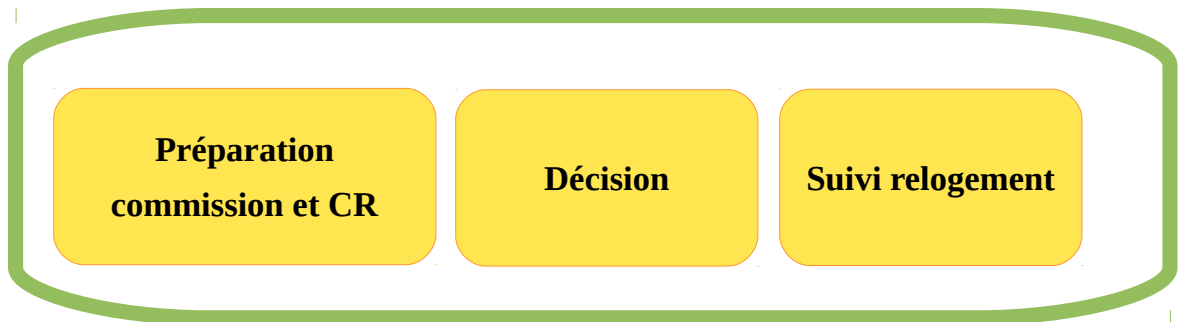 Préparation
commission et CR
Décision
Suivi relogement